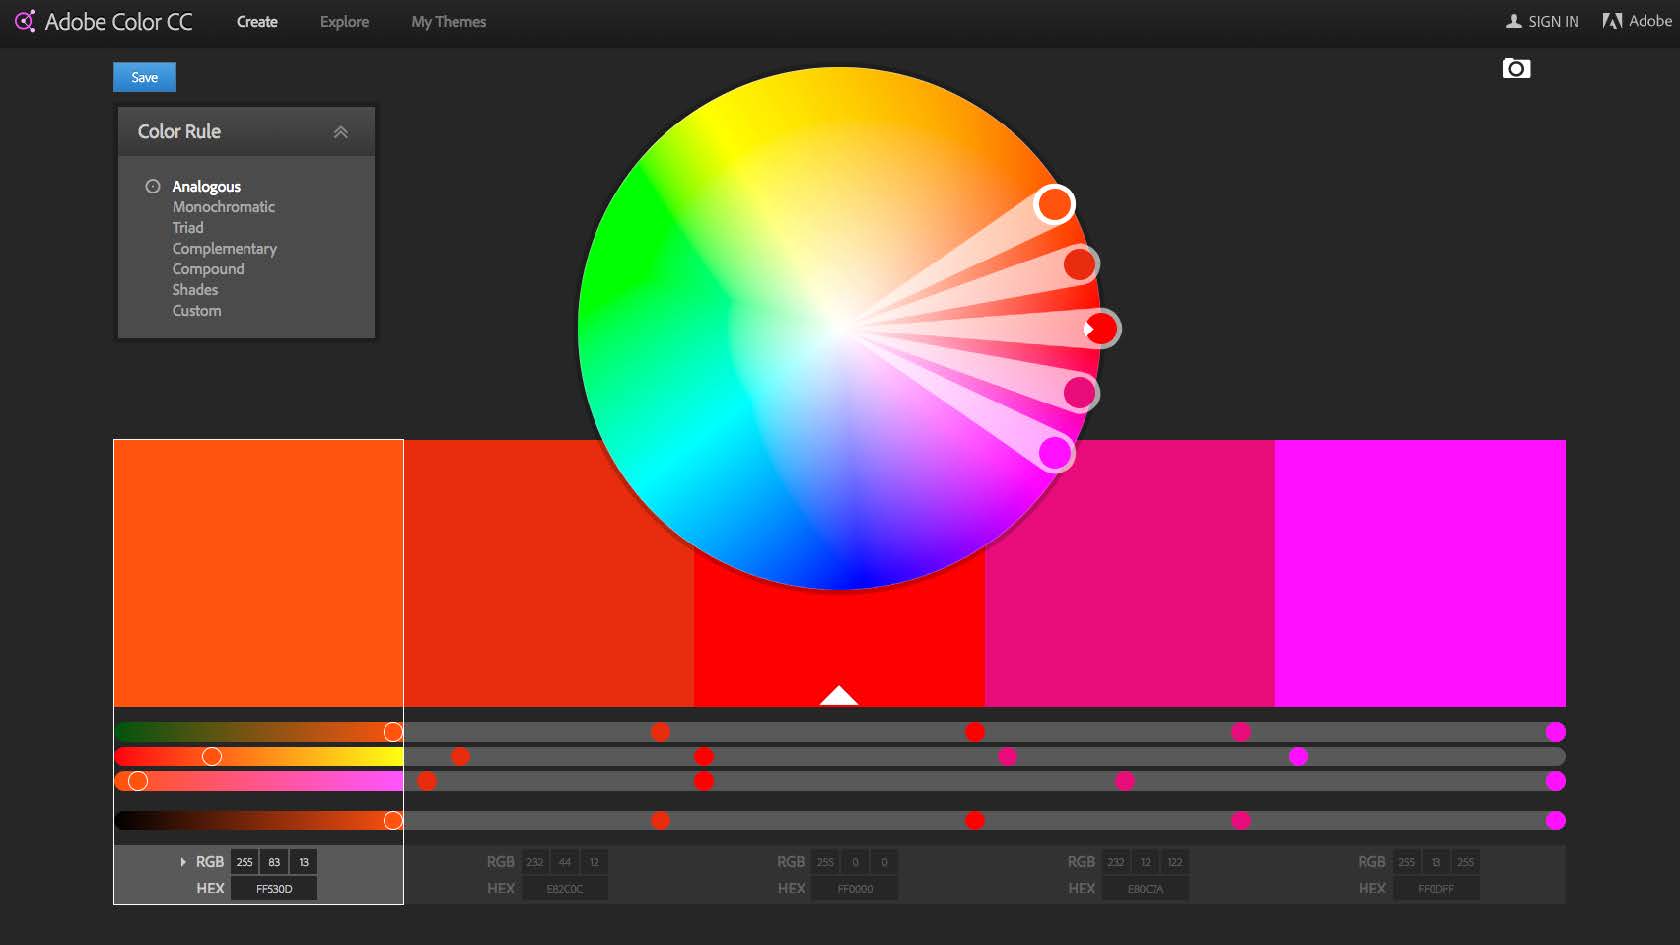 Adobe Color CC Create Explore My Themes SIGN IN Adobe
Save
Color Rule
Analogous
Monochromatic
Triad
Complementary
Compound
Shades
Custom
RGB 255 83 13 RGB 232 44 12 RGB 255 0 0 RGB 232 12 122 RGB 255 13 255
HEX FF530D HEX E82C0C HEX FF0000 HEX E80C7A HEX FF0DFF